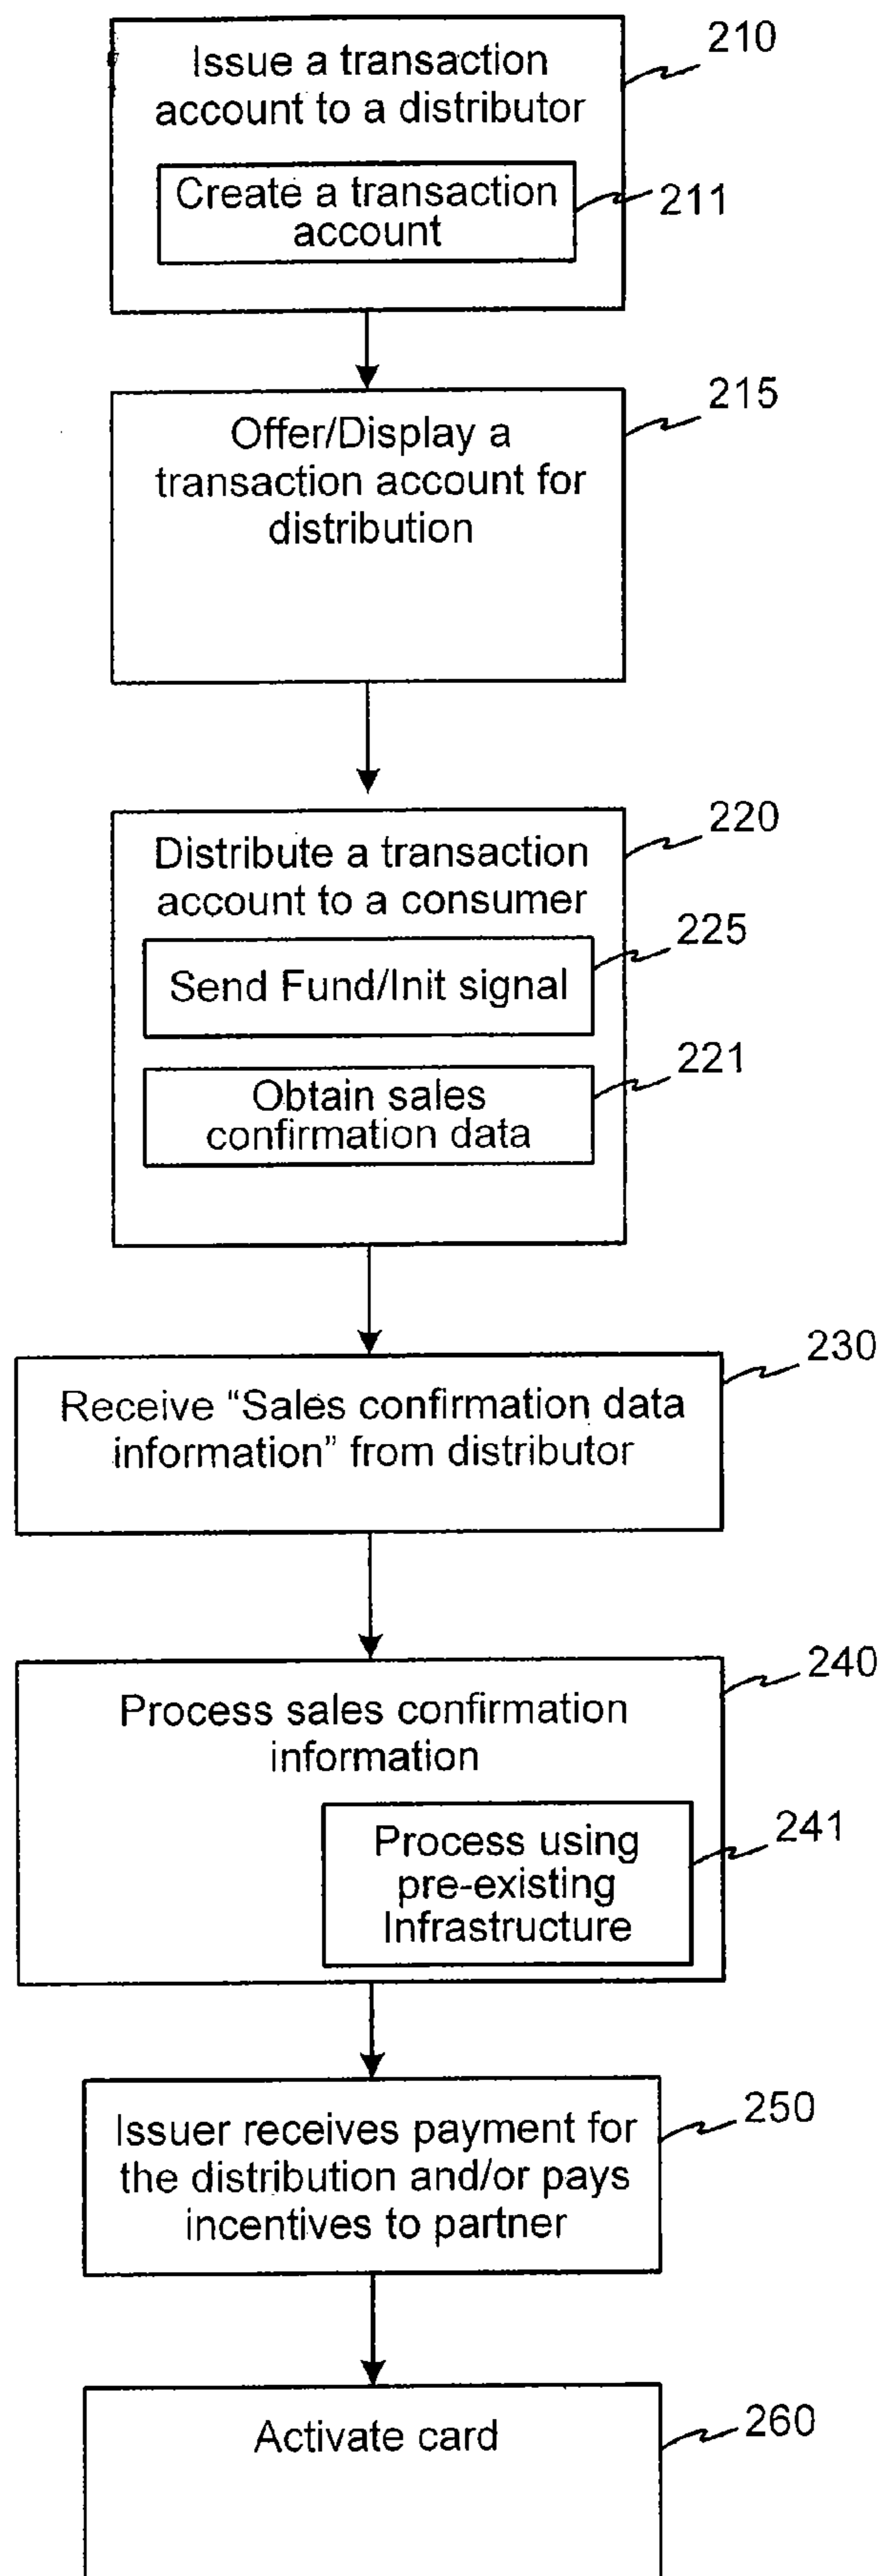 Issue a transaction
account to a distributor
210
Create a transaction
account
211
Offer/Display a
transaction account for
distribution
215
Distribute a transaction
account to a consumer
220
Send Fund/Init signal
225
Obtain sales
confirmation data
221
Receive “Sales confirmation data
information” from distributor
230
Process sales confirmation
information
240
Process using
pre-existing
Infrastructure
241
Issuer receives payment for
the distribution and/or pays
incentives to partner
250
Activate card
260